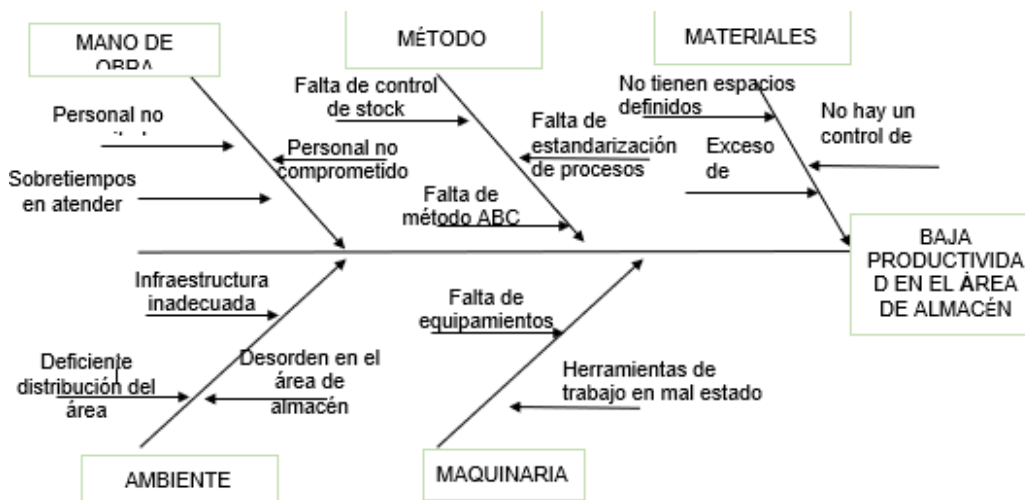 MANO DE
OBRA
MÉTODO
MATERIALES
Personal no
Sobretiempos
en atender
Personal no
comprometido
Falta de control
de stock
Falta de
estandarización
de procesos
Falta de
método ABC
No tienen espacios
definidos
Exceso
de
No hay un
control de
BAJA
PRODUCTIVIDA
D EN EL ÁREA
DE ALMACÉN
Infraestructura
inadecuada
Deficiente
distribución del
área
Desorden en el
área de
almacén
Falta de
equipamientos
Herramientas de
trabajo en mal estado
AMBIENTE
MAQUINARIA